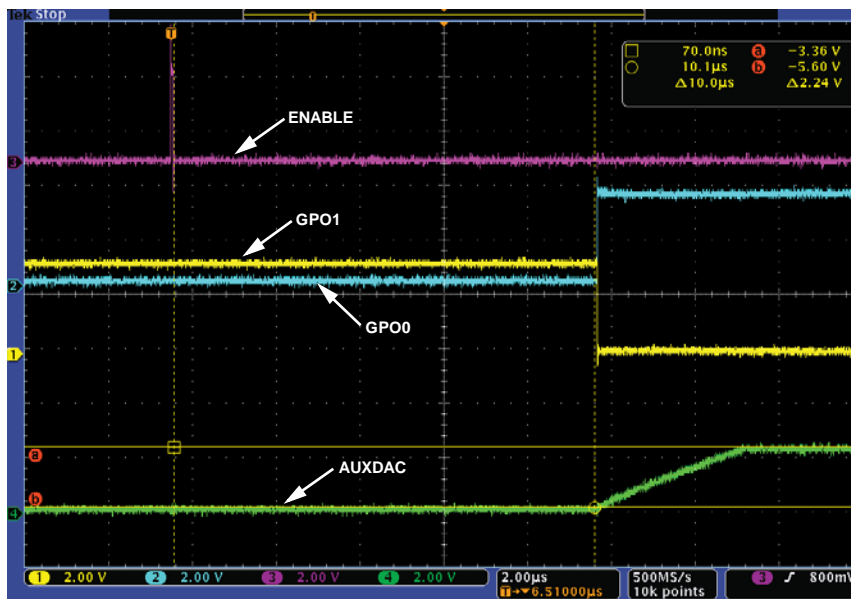 Tek Stop
T
T
70.0ns a -3.36 V
10.1µs b -5.60 V
Δ10.0µs Δ2.24 V
ENABLE
3
GPO1
2
GPO0
1
a
AUXDAC
b
4
1 2.00 V 2 2.00 V 3 2.00 V 4 2.00 V 2.00µs 500MS/s 3 800mV
T→▼6.51000µs 10k points